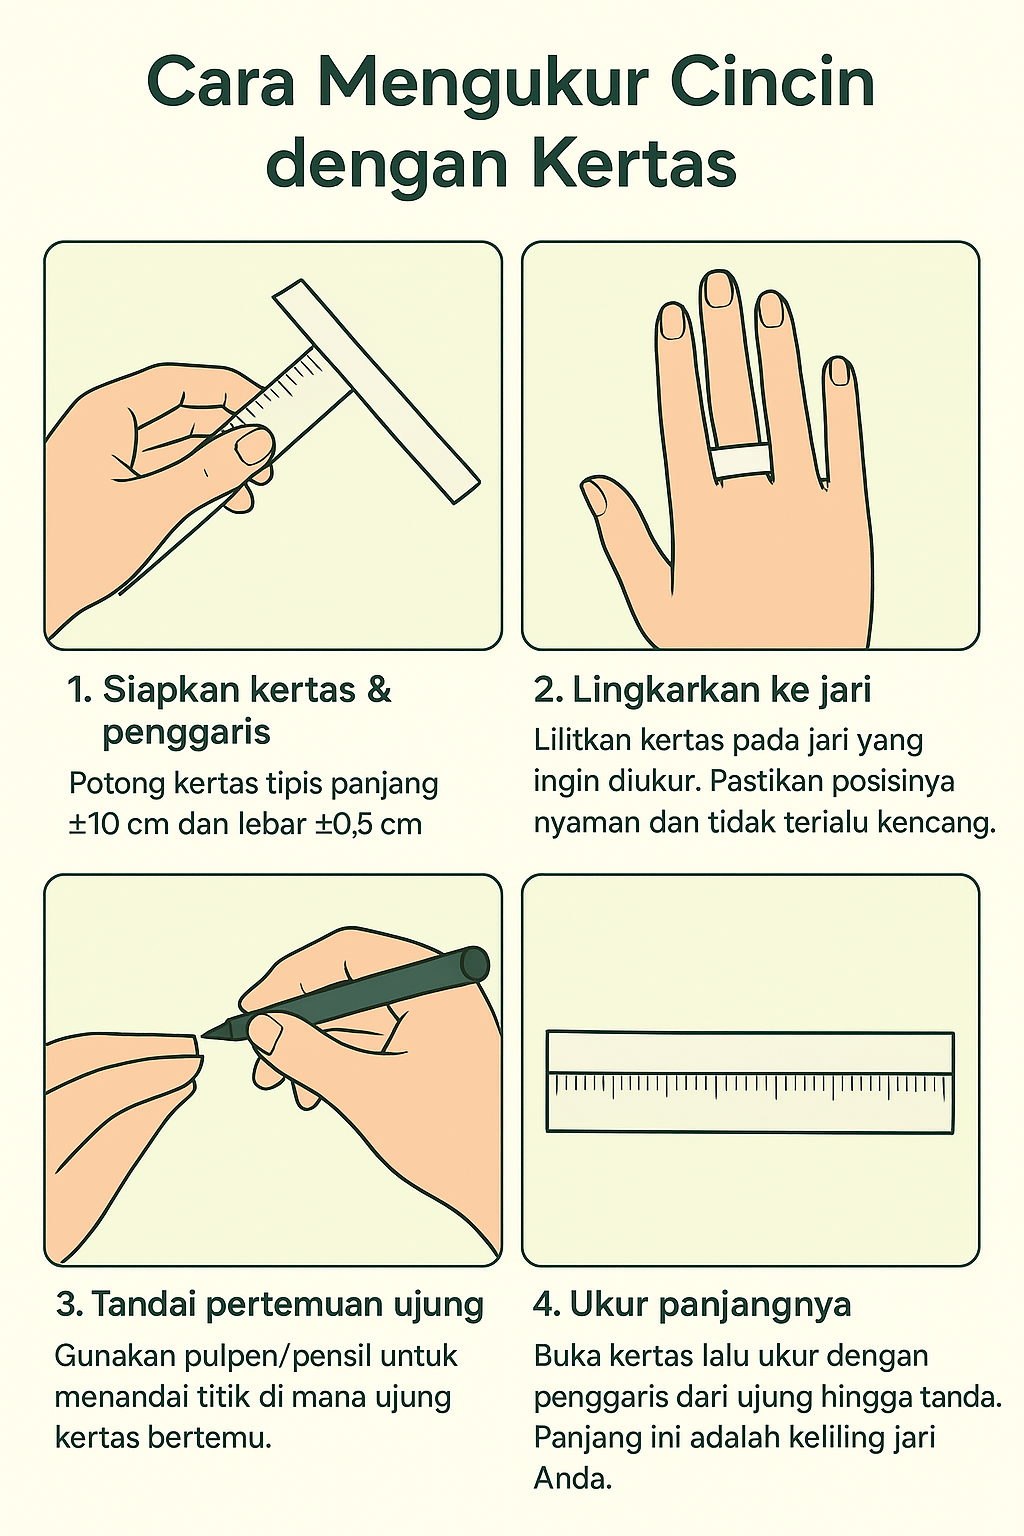 Cara Mengukur Cincin
dengan Kertas
1. Siapkan kertas &
penggaris
Potong kertas tipis panjang
±10 cm dan lebar ±0,5 cm
2. Lingkarkan ke jari
Lilitkan kertas pada jari yang
ingin diukur. Pastikan posisinya
nyaman dan tidak terialu kencang.
3. Tandai pertemuan ujung
Gunakan pulpen/pensil untuk
menandai titik di mana ujung
kertas bertemu.
4. Ukur panjangnya
Buka kertas lalu ukur dengan
penggaris dari ujung hingga tanda.
Panjang ini adalah keliling jari
Anda.